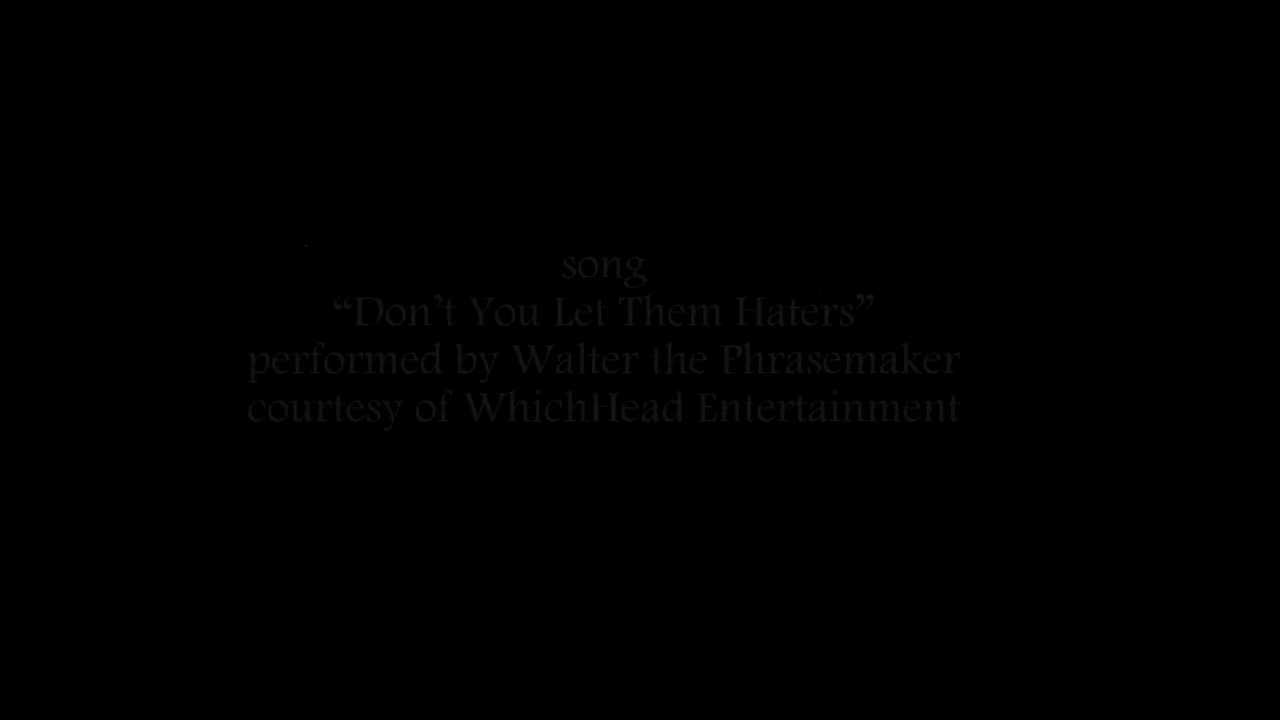 song
“Don’t You Let Them Haters”
performed by Walter the Phrasemaker
courtesy of WhichHead Entertainment